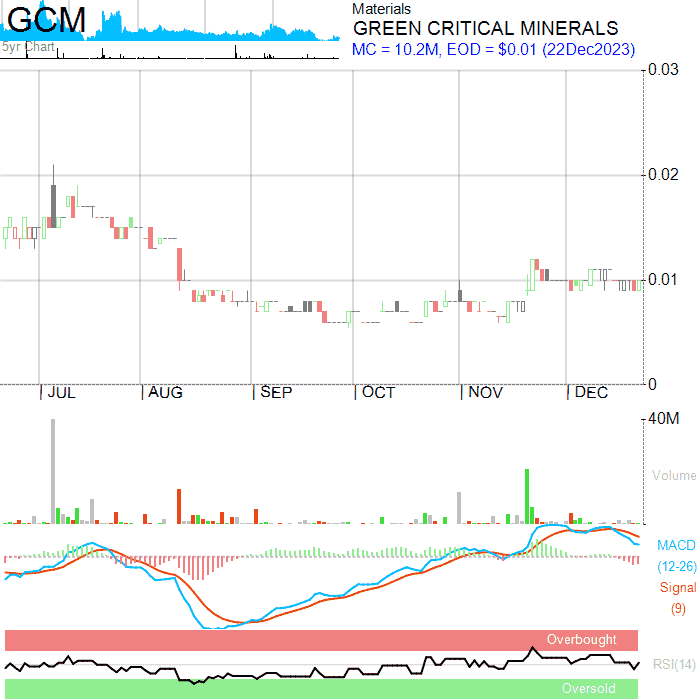 GCM
5yr Chart
Materials
GREEN CRITICAL MINERALS
MC = 10.2M, EOD = $0.01 (22Dec2023)
0.03
0.02
0.01
0
JUL AUG SEP OCT NOV DEC
40M
Volume
MACD
(12-26)
Signal
(9)
Overbought
RSI(14)
Oversold